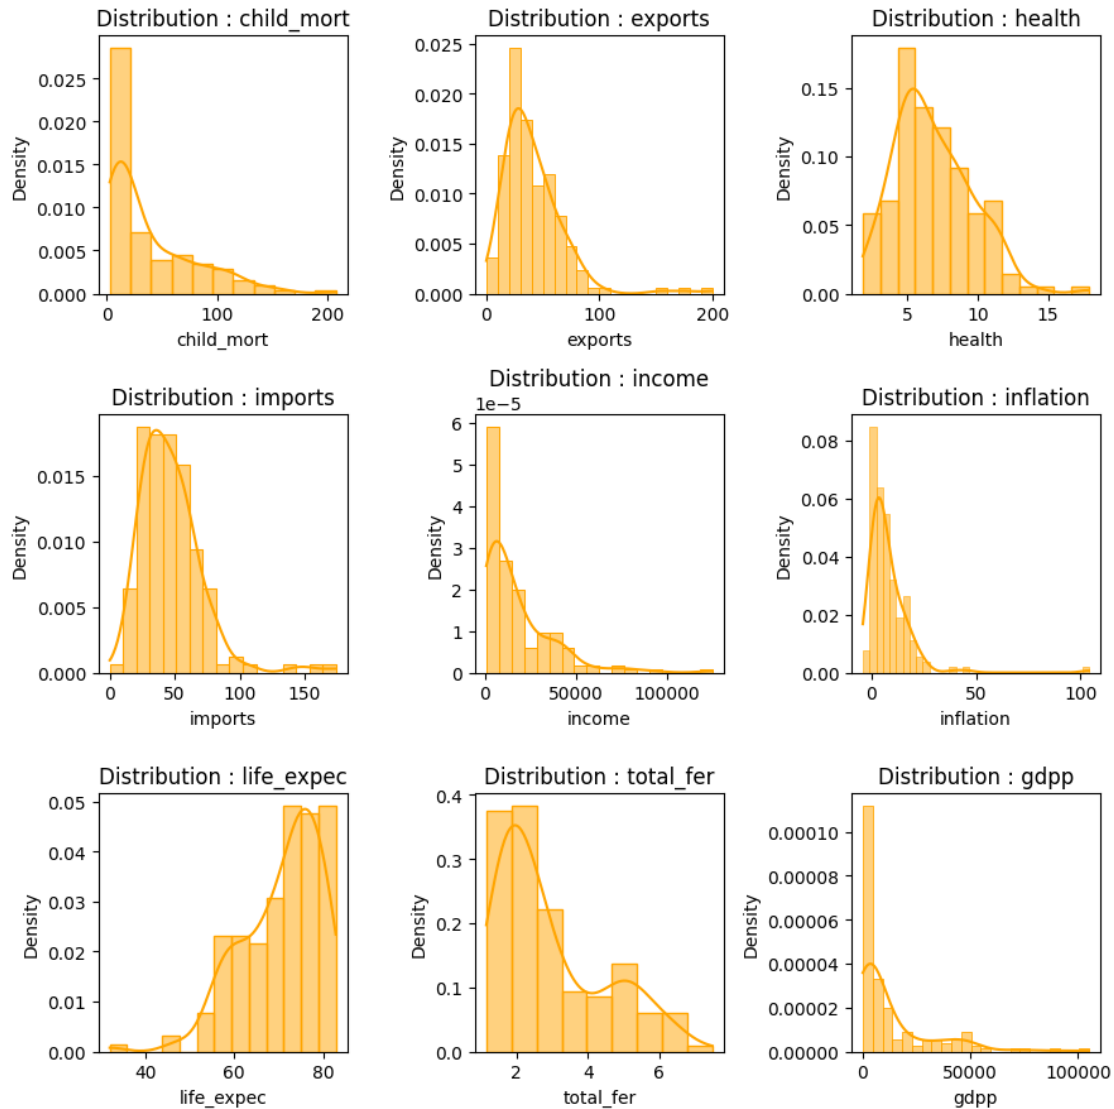 Distribution : child_mort
Density
0.025
0.020
0.015
0.010
0.005
0.000
0 100 200
child_mort
Distribution : exports
Density
0.025
0.020
0.015
0.010
0.005
0.000
0 100 200
exports
Distribution : health
Density
0.15
0.10
0.05
0.00
5 10 15
health
Distribution : imports
Density
0.015
0.010
0.005
0.000
0 50 100 150
imports
Distribution : income
1e−5
Density
6
5
4
3
2
1
0
0 50000 100000
income
Distribution : inflation
Density
0.08
0.06
0.04
0.02
0.00
0 50 100
inflation
Distribution : life_expec
Density
0.05
0.04
0.03
0.02
0.01
0.00
40 60 80
life_expec
Distribution : total_fer
Density
0.4
0.3
0.2
0.1
0.0
2 4 6
total_fer
Distribution : gdpp
Density
0.00010
0.00008
0.00006
0.00004
0.00002
0.00000
0 50000 100000
gdpp